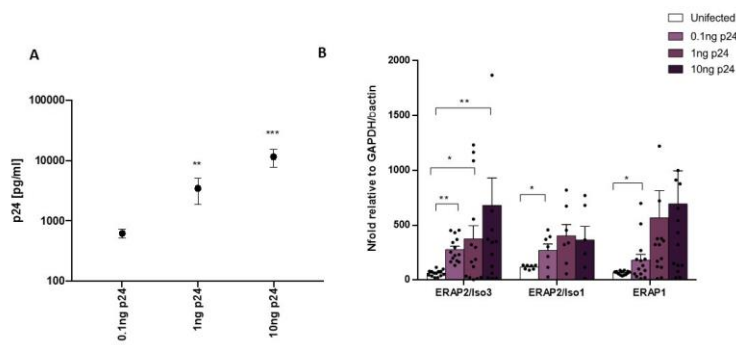 A
p24 [pg/ml]
100000
10000
1000
100
**
***
0.1ng p24
1ng p24
10ng p24
B
Unifected
0.1ng p24
1ng p24
10ng p24
Nfold relative to GAPDH/bactin
2000
1500
1000
500
0
**
*
**
*
*
ERAP2/Iso3
ERAP2/Iso1
ERAP1